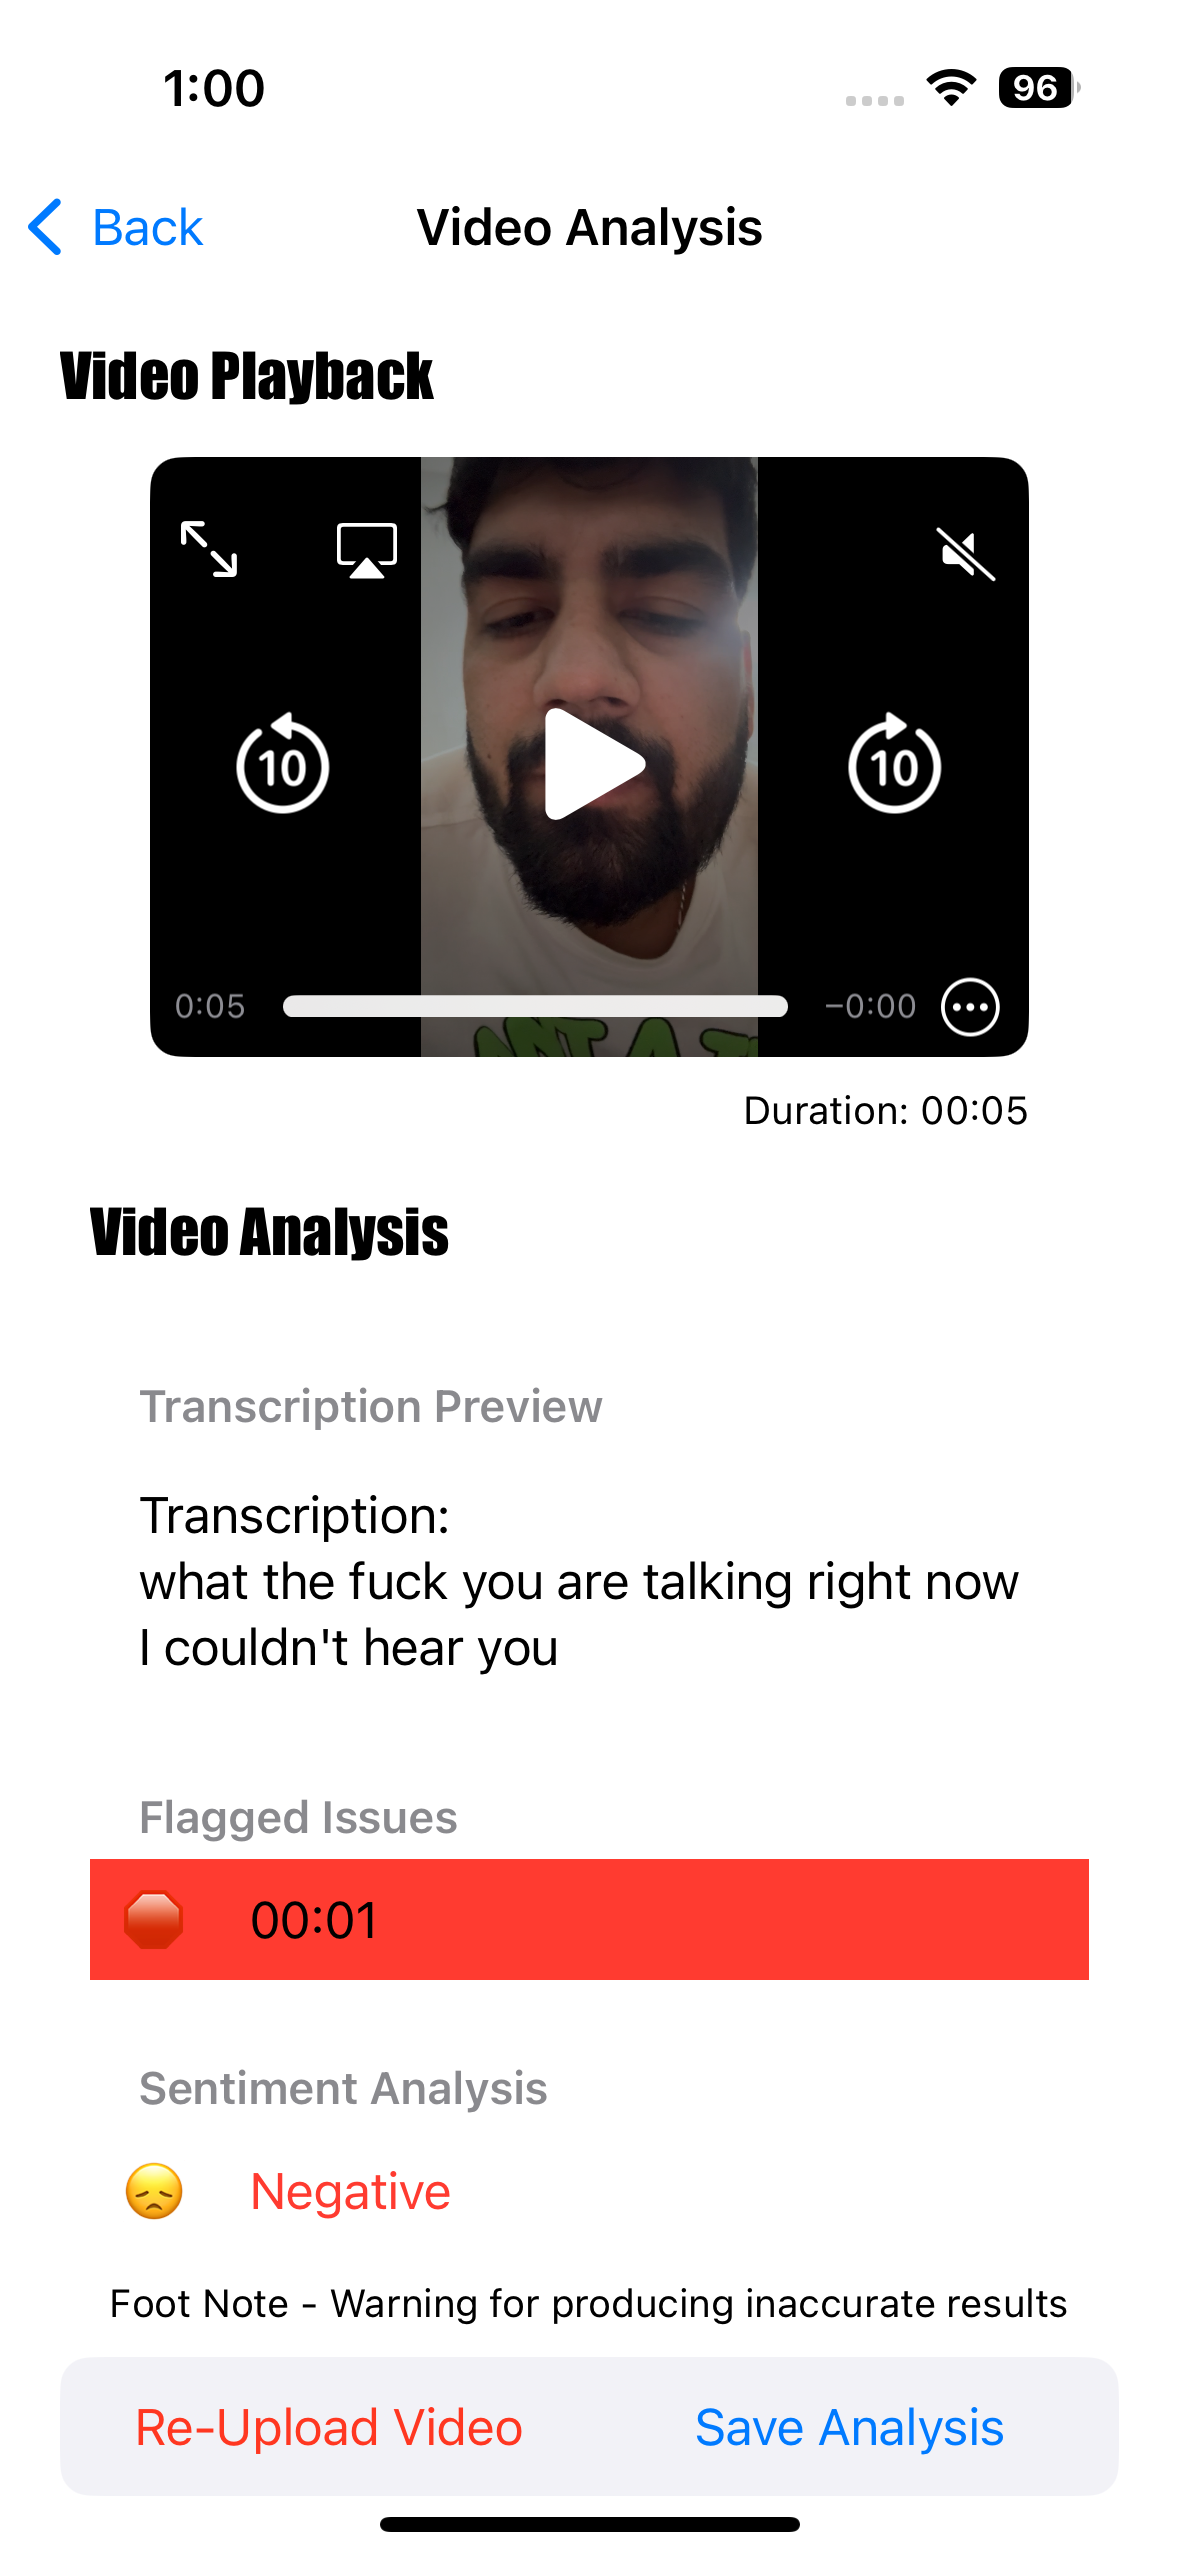 1:00
96
Back
Video Analysis
Video Playback
10
10
0:05
−0:00
ANT A
Duration: 00:05
Video Analysis
Transcription Preview
Transcription:
what the fuck you are talking right now
I couldn't hear you
Flagged Issues
00:01
Sentiment Analysis
Negative
Foot Note - Warning for producing inaccurate results
Re-Upload Video
Save Analysis